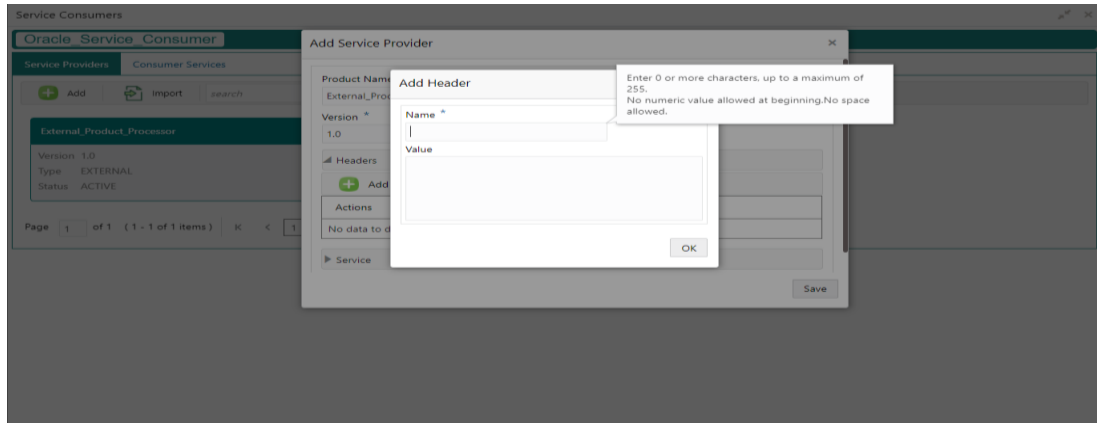 Service Consumers
Oracle_Service_Consumer
Service Providers
Consumer Services
Add
Import
search
External_Product_Processor
Version 1.0
Type EXTERNAL
Status ACTIVE
Page 1 of 1 ( 1 - 1 of 1 items ) K < 1
Add Service Provider
Product Name
External_Proc
Version *
1.0
Headers
Add
Actions
No data to d
Service
Save
Add Header
Name *
Value
OK
Enter 0 or more characters, up to a maximum of
255.
No numeric value allowed at beginning.No space
allowed.